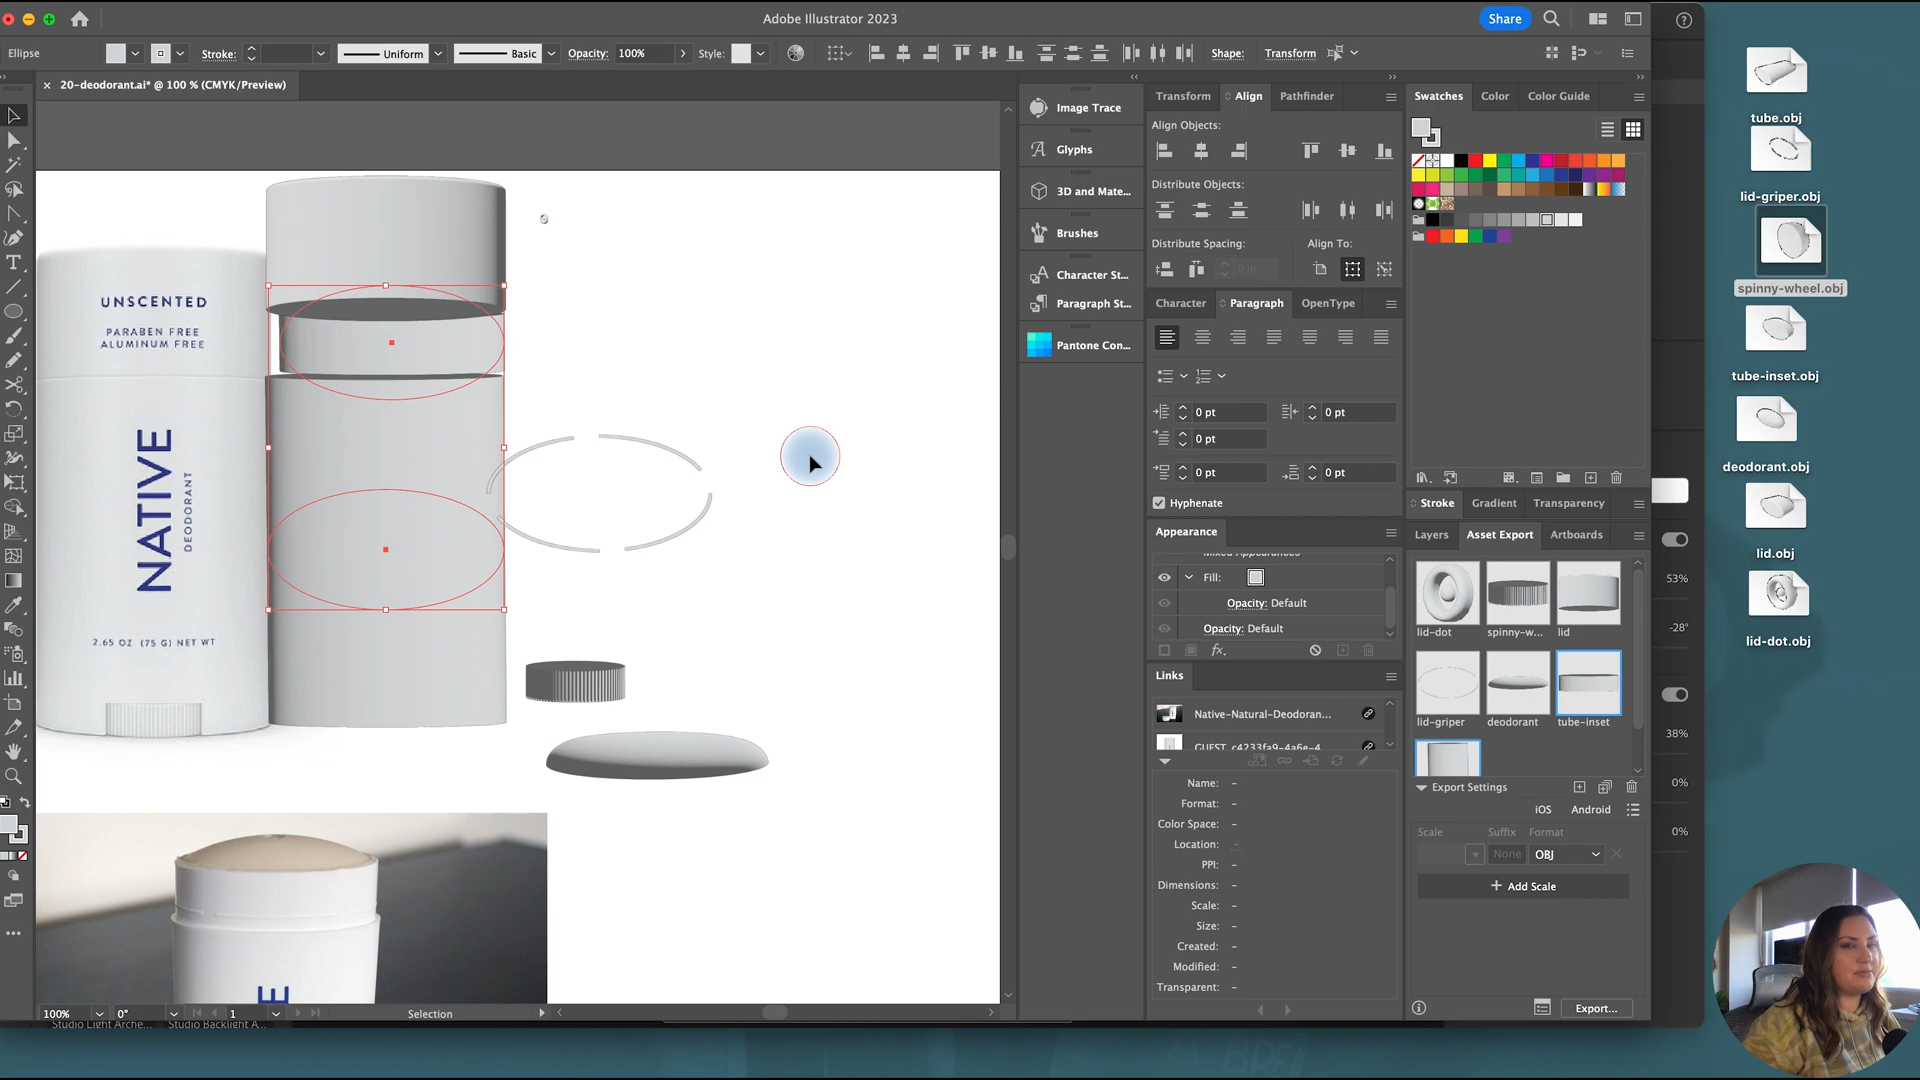 Adobe Illustrator 2023
Share
Ellipse
Stroke:
Uniform
Basic
Opacity:
100%
Style:
Shape:
Transform
20-deodorant.ai* @ 100 % (CMYK/Preview)
Image Trace
Glyphs
3D and Mate...
Brushes
Character St...
Paragraph St...
Pantone Con...
Transform
Align
Pathfinder
Align Objects:
Distribute Objects:
Distribute Spacing:
Align To:
0 in
Character
Paragraph
OpenType
0 pt
0 pt
0 pt
0 pt
0 pt
Hyphenate
Appearance
Mixed Appearances
Fill:
Opacity: Default
Opacity: Default
Links
Native-Natural-Deodoran...
GUEST_c4233fa9-4a6e-4
Name: –
Format: –
Color Space: –
Location: –
PPI: –
Dimensions: –
Scale: –
Size: –
Created: –
Modified: –
Transparent: –
Swatches
Color
Color Guide
Stroke
Gradient
Transparency
Layers
Asset Export
Artboards
lid-dot
spinny-w...
lid
lid-griper
deodorant
tube-inset
Export Settings
iOS
Android
Scale
Suffix
Format
None
OBJ
+ Add Scale
Export...
53%
-28°
38%
0%
0%
tube.obj
lid-griper.obj
spinny-wheel.obj
tube-inset.obj
deodorant.obj
lid.obj
lid-dot.obj
UNSCENTED
PARABEN FREE
ALUMINUM FREE
NATIVE
DEODORANT
2.65 OZ (75 G) NET WT
E
100%
0°
1
Selection
Studio Light Arche...
Studio Backlight A...
A BREA